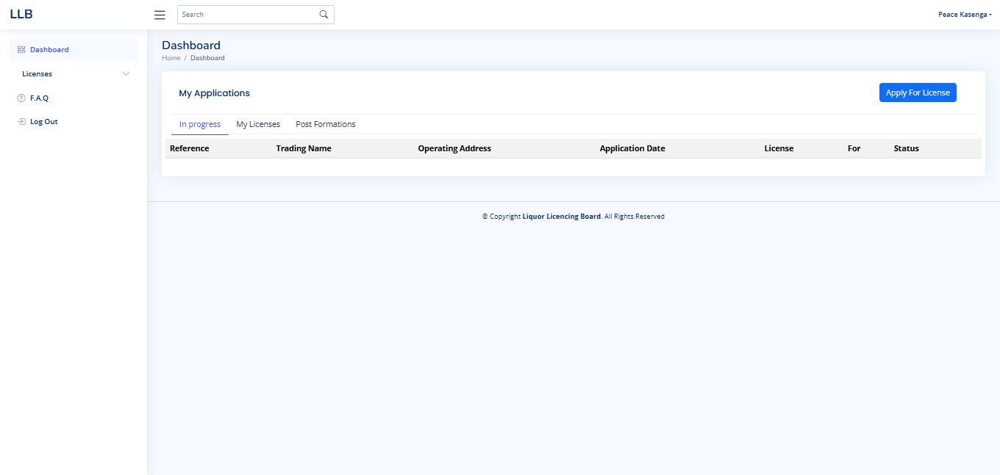 LLB
Search
Peace Kasenga
Dashboard
Licenses
F.A.Q
Log Out
Dashboard
Home / Dashboard
My Applications
Apply For License
In progress My Licenses Post Formations
Reference Trading Name Operating Address Application Date License For Status
© Copyright Liquor Licencing Board. All Rights Reserved